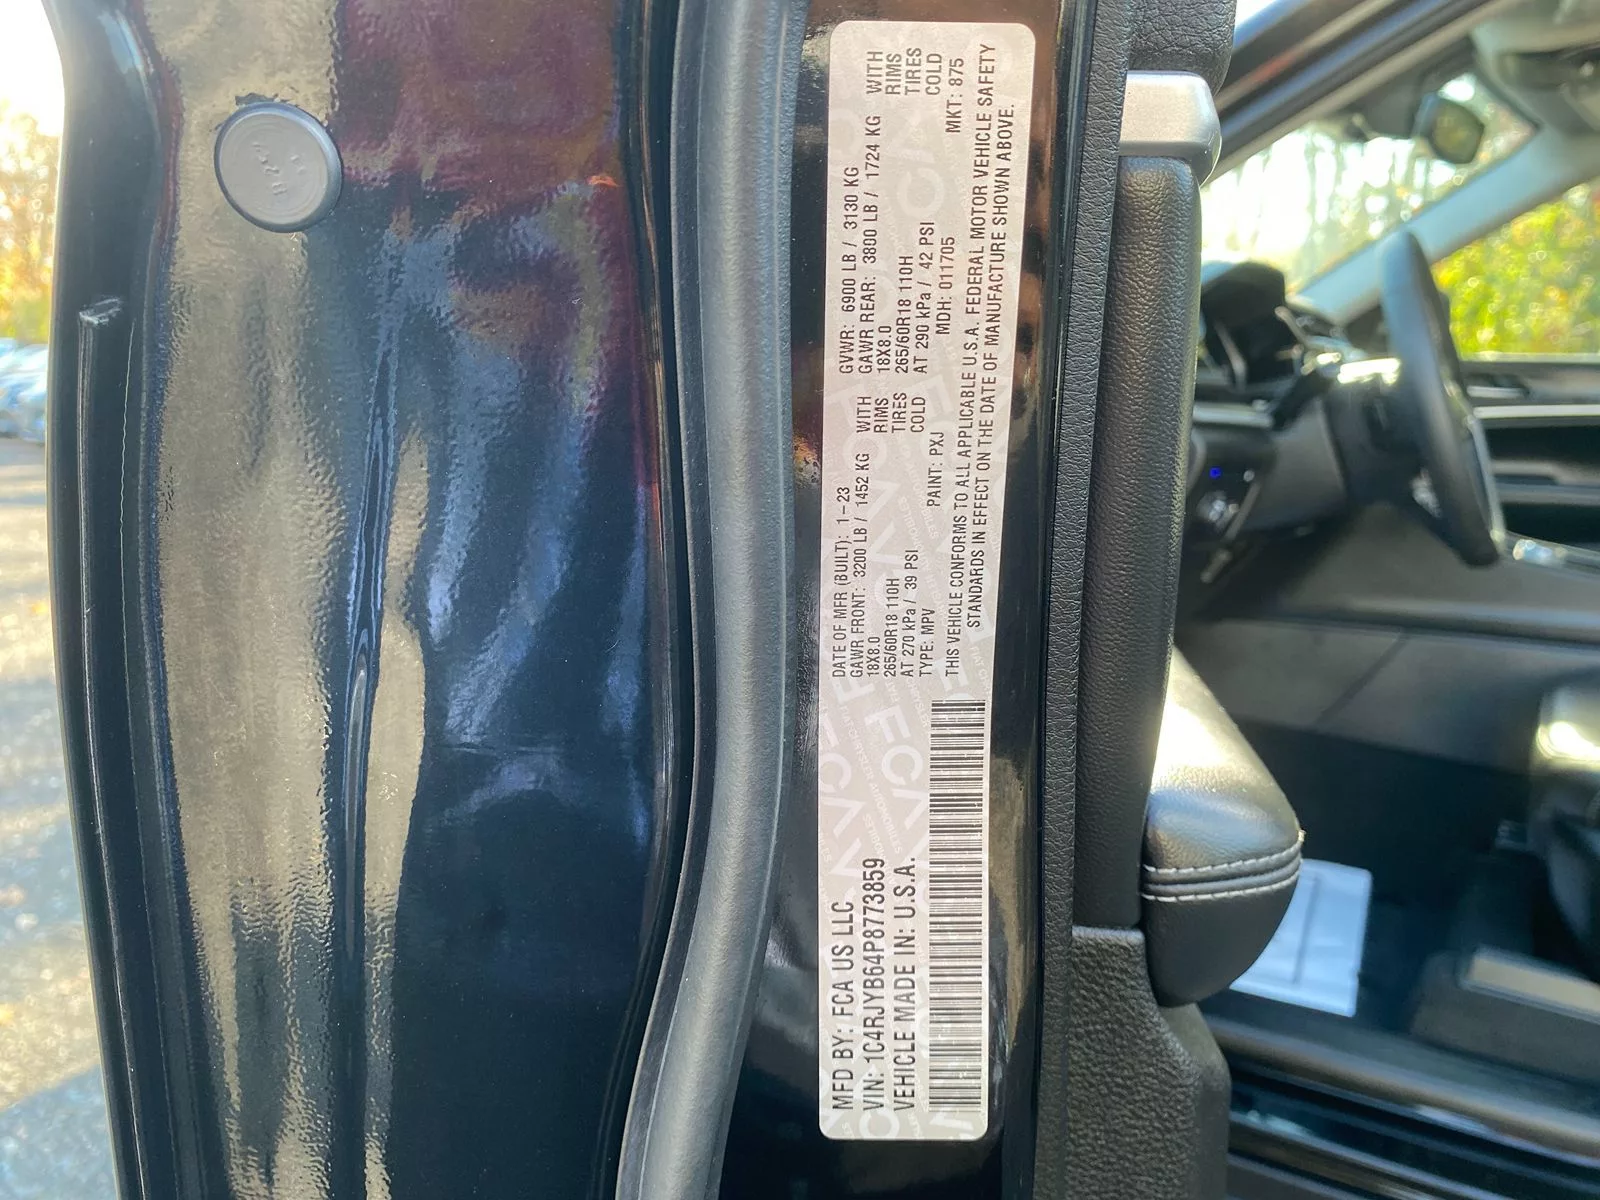 MFD BY: FCA US LLC
VIN: 1C4RJYB64P8773859
VEHICLE MADE IN: U.S.A.
DATE OF MFR (BUILT): 1-23
GAWR FRONT: 3200 LB / 1452 KG WITH
18X8.0 RIMS
265/60R18 110H TIRES
AT 270 kPa / 39 PSI COLD
GVWR: 6900 LB / 3130 KG
GAWR REAR: 3800 LB / 1724 KG WITH
18X8.0 RIMS
265/60R18 110H TIRES
AT 290 kPa / 42 PSI COLD
TYPE: MPV PAINT: PXJ MDH: 011705 MKT: 875
THIS VEHICLE CONFORMS TO ALL APPLICABLE U.S.A. FEDERAL MOTOR VEHICLE SAFETY
STANDARDS IN EFFECT ON THE DATE OF MANUFACTURE SHOWN ABOVE.